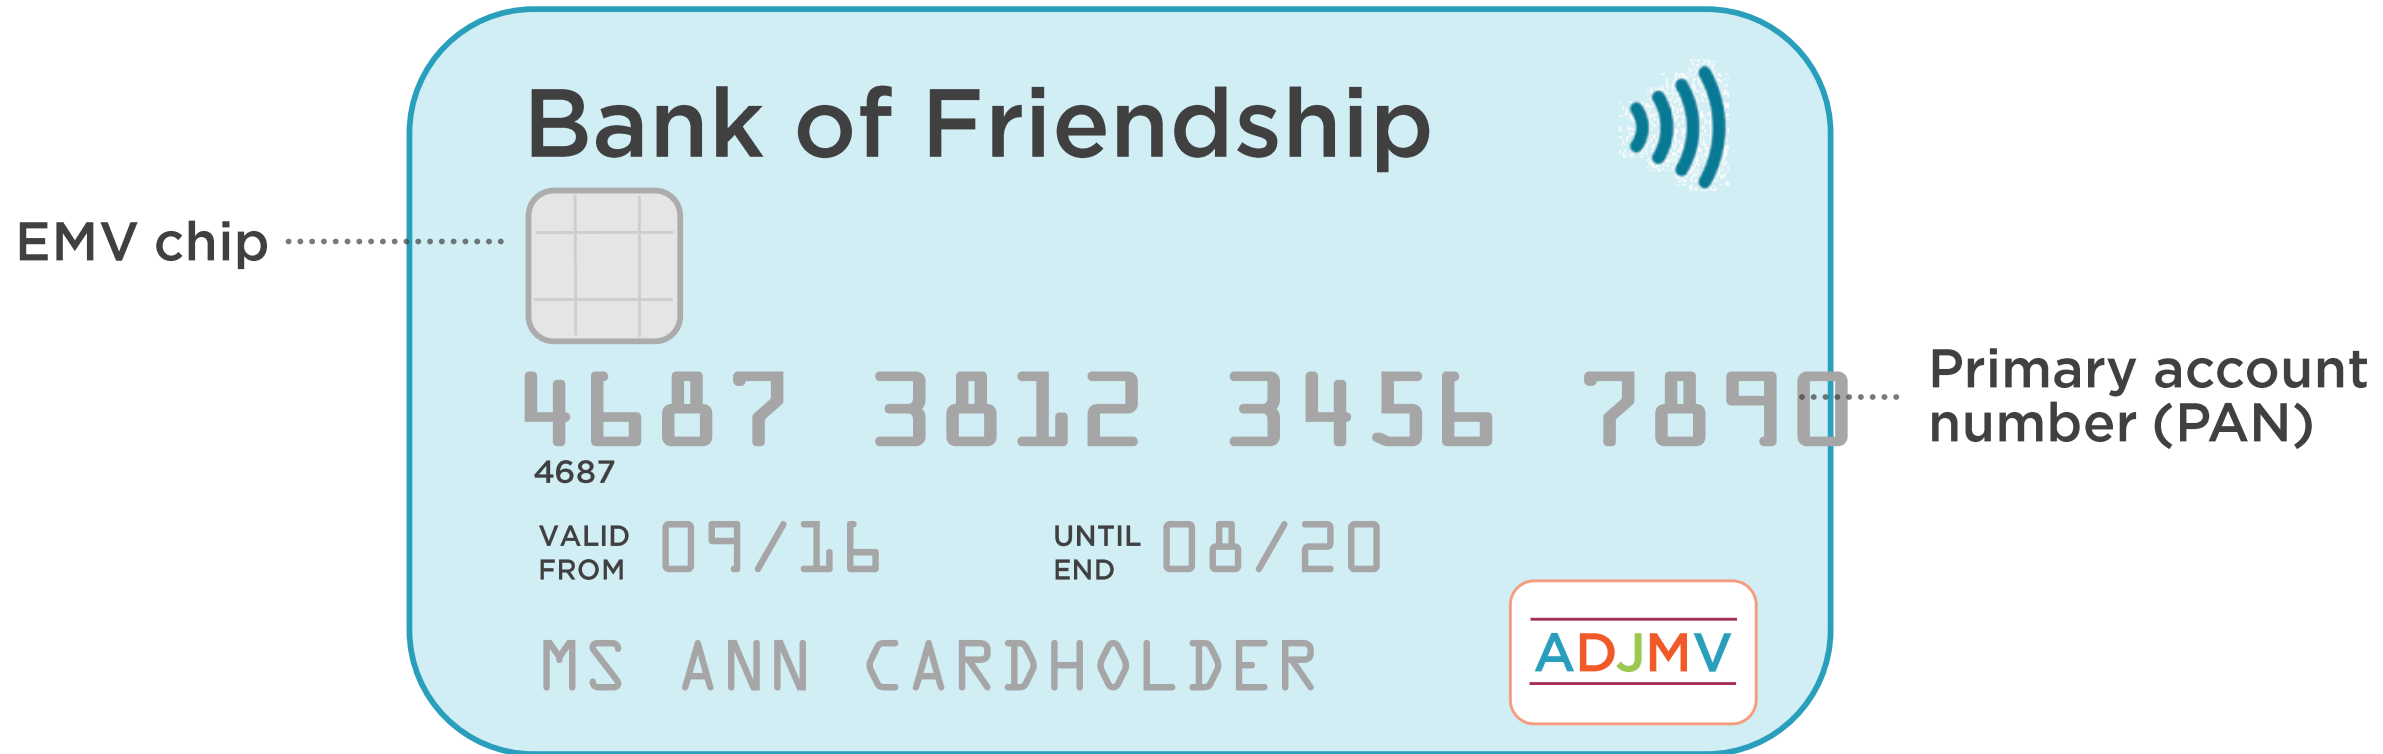 Bank of Friendship
EMV chip
4687 3812 3456 7890
Primary account
number (PAN)
4687
VALID
FROM
09/16
UNTIL
END
08/20
MS ANN CARDHOLDER
ADJMV